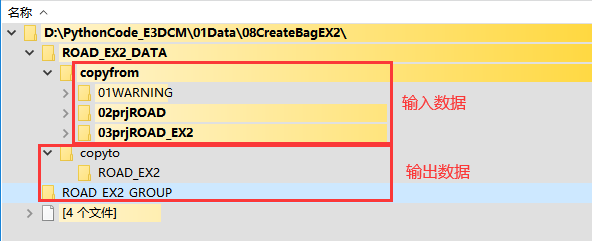 名称
D:\PythonCode_E3DCM\01Data\08CreateBagEX2\
ROAD_EX2_DATA
copyfrom
01WARNING
02prjROAD
03prjROAD_EX2
输入数据
copyto
ROAD_EX2
输出数据
ROAD_EX2_GROUP
[4 个文件]